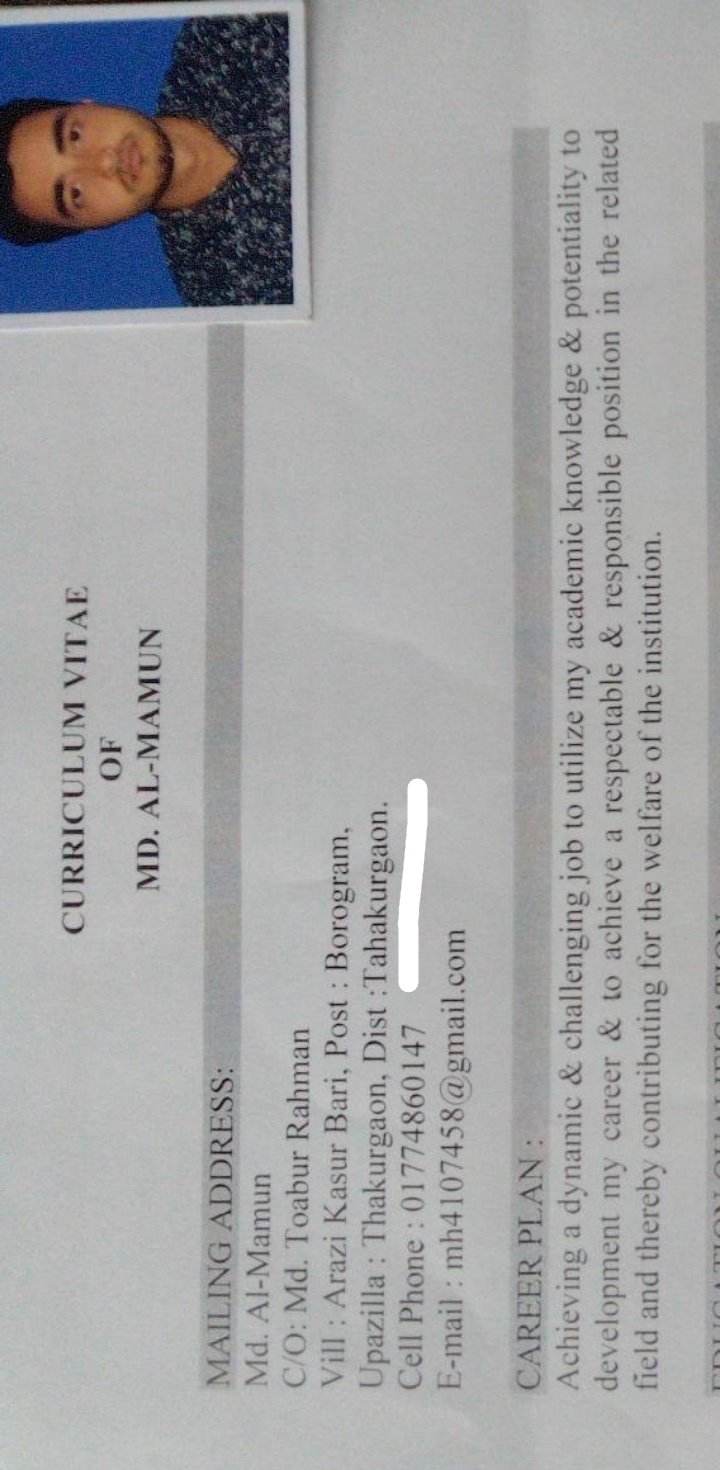 CURRICULUM VITAE
OF
MD. AL-MAMUN
MAILING ADDRESS:
Md. Al-Mamun
C/O: Md. Toabur Rahman
Vill : Arazi Kasur Bari, Post : Borogram,
Upazilla : Thakurgaon, Dist :Tahakurgaon.
Cell Phone : 01774860147
E-mail : mh4107458@gmail.com
CAREER PLAN :
Achieving a dynamic & challenging job to utilize my academic knowledge & potentiality to
development my career & to achieve a respectable & responsible position in the related
field and thereby contributing for the welfare of the institution.
EDUCATION QUALIFICATION